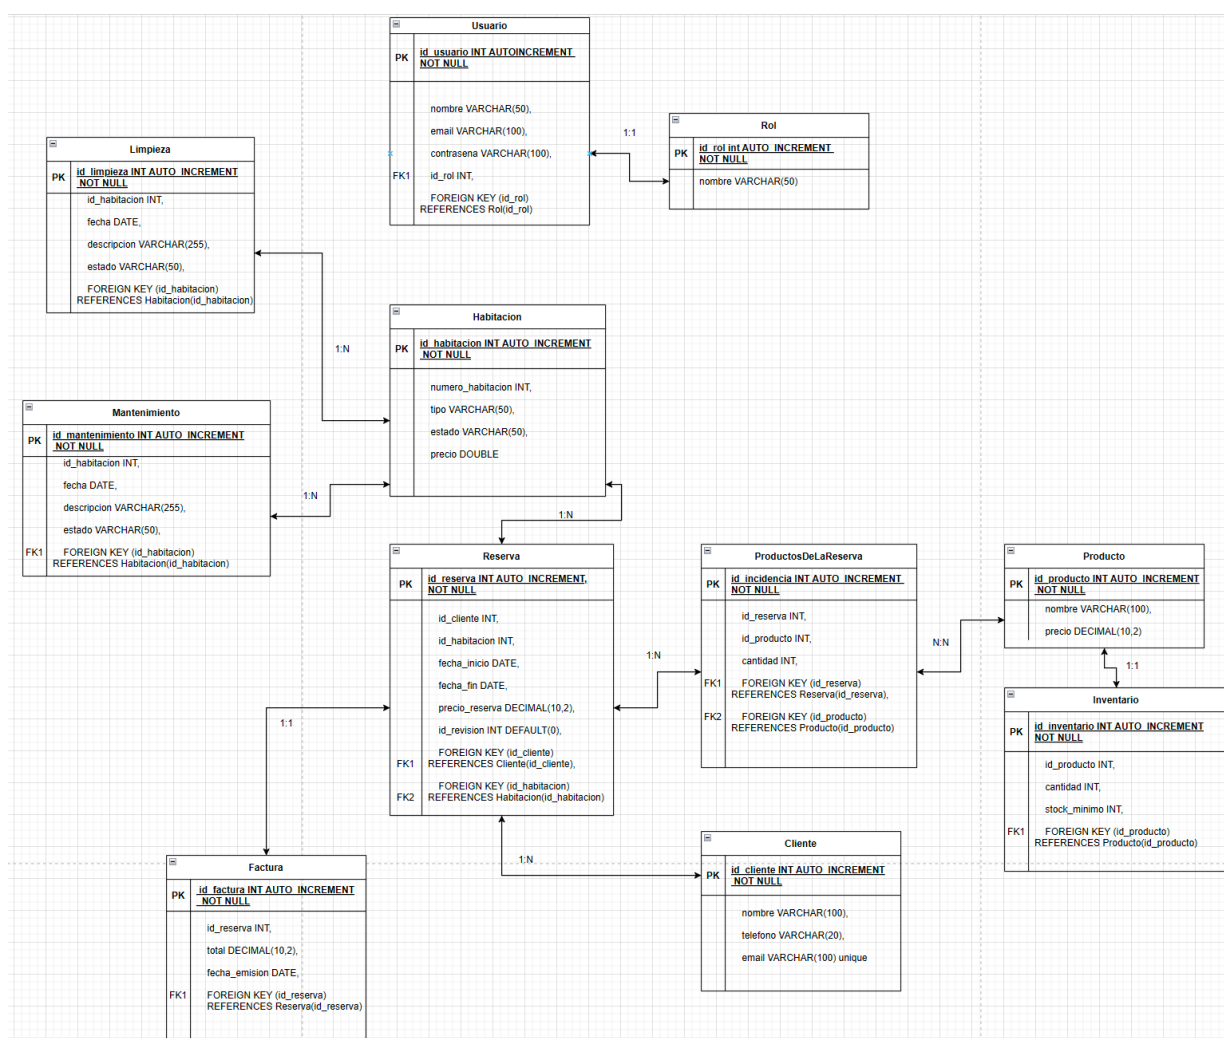 Usuario
PK
id_usuario INT AUTOINCREMENT
NOT NULL
nombre VARCHAR(50),
email VARCHAR(100),
contrasena VARCHAR(100),
FK1
id_rol INT,
FOREIGN KEY (id_rol)
REFERENCES Rol(id_rol)
1:1
Rol
PK
id_rol int AUTO_INCREMENT
NOT NULL
nombre VARCHAR(50)
Limpieza
PK
id_limpieza INT AUTO_INCREMENT
NOT NULL
id_habitacion INT,
fecha DATE,
descripcion VARCHAR(255),
estado VARCHAR(50),
FOREIGN KEY (id_habitacion)
REFERENCES Habitacion(id_habitacion)
1:N
Habitacion
PK
id_habitacion INT AUTO_INCREMENT
NOT NULL
numero_habitacion INT,
tipo VARCHAR(50),
estado VARCHAR(50),
precio DOUBLE
Mantenimiento
PK
id_mantenimiento INT AUTO_INCREMENT
NOT NULL
id_habitacion INT,
fecha DATE,
descripcion VARCHAR(255),
estado VARCHAR(50),
FK1
FOREIGN KEY (id_habitacion)
REFERENCES Habitacion(id_habitacion)
1:N
1:N
Reserva
PK
id_reserva INT AUTO_INCREMENT,
NOT NULL
id_cliente INT,
id_habitacion INT,
fecha_inicio DATE,
fecha_fin DATE,
precio_reserva DECIMAL(10,2),
id_revision INT DEFAULT(0),
FOREIGN KEY (id_cliente)
FK1
REFERENCES Cliente(id_cliente),
FOREIGN KEY (id_habitacion)
FK2
REFERENCES Habitacion(id_habitacion)
1:N
ProductosDeLaReserva
PK
id_incidencia INT AUTO_INCREMENT
NOT NULL
id_reserva INT,
id_producto INT,
cantidad INT,
FK1
FOREIGN KEY (id_reserva)
REFERENCES Reserva(id_reserva),
FK2
FOREIGN KEY (id_producto)
REFERENCES Producto(id_producto)
N:N
Producto
PK
id_producto INT AUTO_INCREMENT
NOT NULL
nombre VARCHAR(100),
precio DECIMAL(10,2)
1:1
Inventario
PK
id_inventario INT AUTO_INCREMENT
NOT NULL
id_producto INT,
cantidad INT,
stock_minimo INT,
FK1
FOREIGN KEY (id_producto)
REFERENCES Producto(id_producto)
1:1
Factura
PK
id_factura INT AUTO_INCREMENT
NOT NULL
id_reserva INT,
total DECIMAL(10,2),
fecha_emision DATE,
FK1
FOREIGN KEY (id_reserva)
REFERENCES Reserva(id_reserva)
1:N
Cliente
PK
id_cliente INT AUTO_INCREMENT
NOT NULL
nombre VARCHAR(100),
telefono VARCHAR(20),
email VARCHAR(100) unique